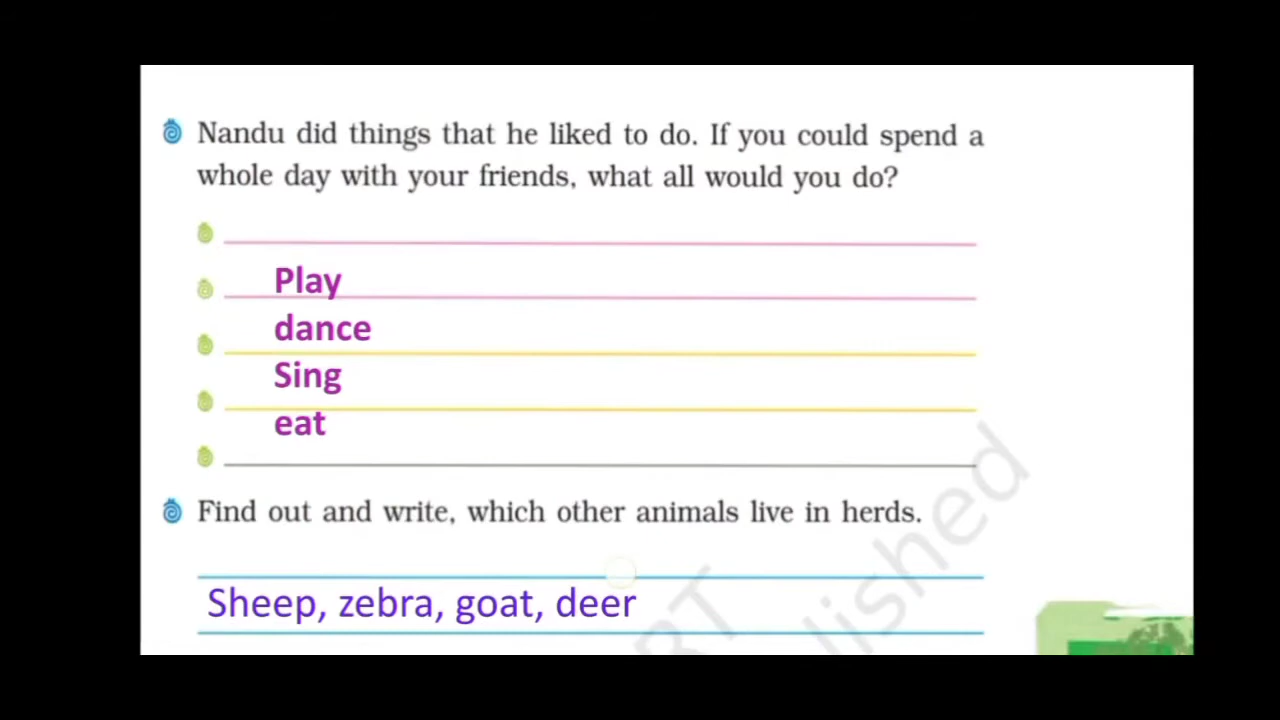 Nandu did things that he liked to do. If you could spend a
whole day with your friends, what all would you do?
Play
dance
Sing
eat
Find out and write, which other animals live in herds.
Sheep, zebra, goat, deer